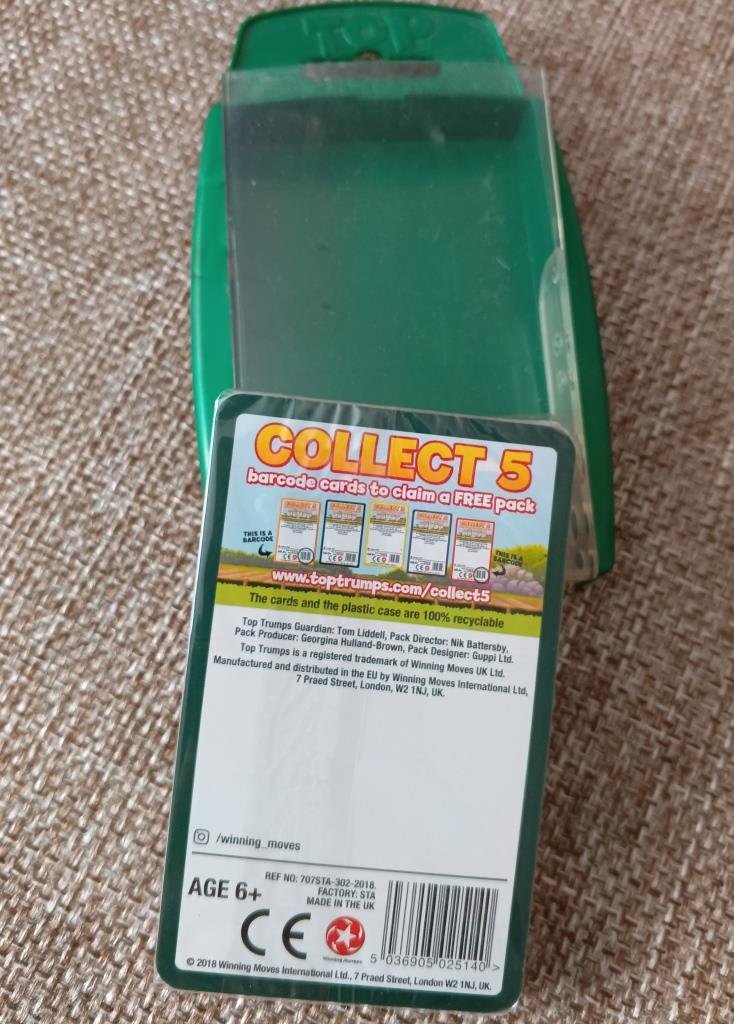 TOP
COLLECT 5
barcode cards to claim a FREE pack
THIS IS A
BARCODE
THIS IS A
BARCODE
www.toptrumps.com/collect5
The cards and the plastic case are 100% recyclable
Top Trumps Guardian: Tom Liddell, Pack Director: Nik Battersby,
Pack Producer: Georgina Hulland-Brown, Pack Designer: Guppi Ltd.
Top Trumps is a registered trademark of Winning Moves UK Ltd.
Manufactured and distributed in the EU by Winning Moves International Ltd,
7 Praed Street, London, W2 1NJ, UK.
/winning_moves
AGE 6+
REF NO: 707STA-302-2018.
FACTORY: STA
MADE IN THE UK
CE
Winning Moves
5 036905 025140 >
© 2018 Winning Moves International Ltd., 7 Praed Street, London W2 1NJ, UK.